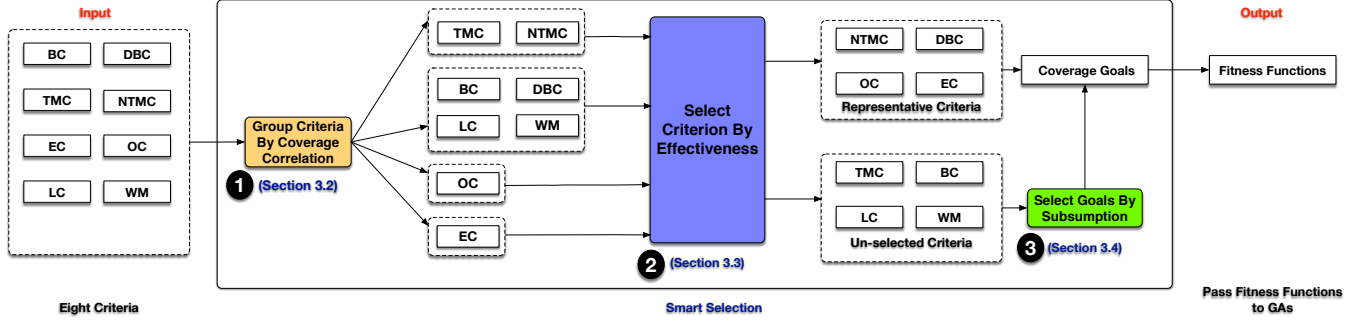 Input
BC
DBC
TMC
NTMC
EC
OC
LC
WM
Eight Criteria
Group Criteria
By Coverage
Correlation
1
(Section 3.2)
TMC
NTMC
BC
DBC
LC
WM
OC
EC
Select
Criterion By
Effectiveness
2
(Section 3.3)
NTMC
DBC
OC
EC
Representative Criteria
TMC
BC
LC
WM
Un-selected Criteria
Coverage Goals
Select Goals By
Subsumption
3
(Section 3.4)
Smart Selection
Output
Fitness Functions
Pass Fitness Functions
to GAs